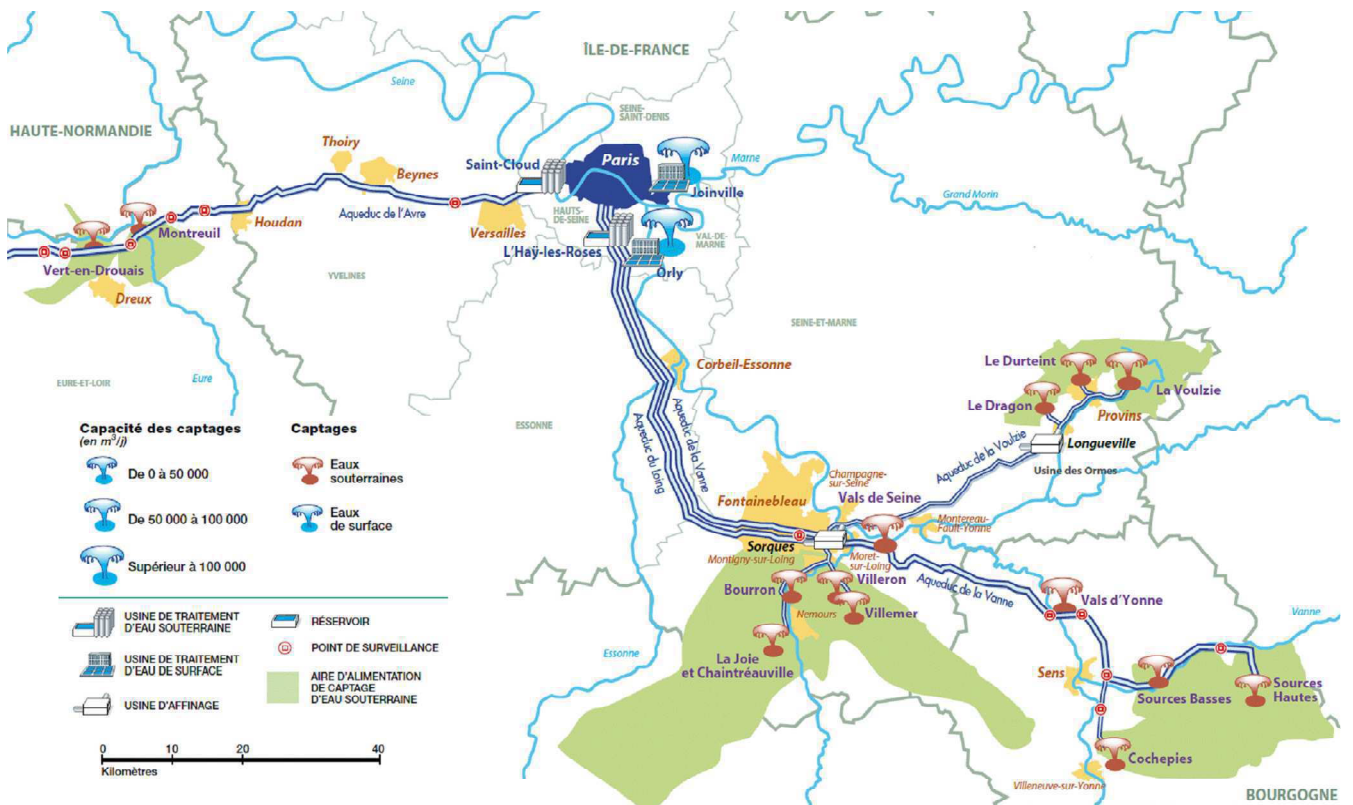 ÎLE-DE-FRANCE
Seine
HAUTE-NORMANDIE
SEINE-
SAINT-DENIS
Thoiry
Saint-Cloud
Paris
Marne
Beynes
Joinville
Grand Morin
Aqueduc de l'Avre
HAUTS-
DE-SEINE
Montreuil
Houdan
Versailles
VAL-DE-
MARNE
L'Haÿ-les-Roses
Vert-en-Drouais
Orly
YVELINES
Dreux
SEINE-ET-MARNE
Le Durteint
Corbeil-Essonne
EURE-ET-LOIR
Eure
La Voulzie
Le Dragon
Provins
ESSONNE
Longueville
Aqueduc de la Vanne
Aqueduc du Loing
Aqueduc de la Voulzie
Usine des Ormes
Champagne-
sur-Seine
Fontainebleau
Vals de Seine
Montereau-
Fault-Yonne
Sorques
Montigny-sur-Loing
Moret-
sur-Loing
Villeron
Bourron
Aqueduc de la Vanne
Vals d'Yonne
Villemer
Nemours
Vanne
Essonne
La Joie
et Chaintréauville
Sens
Sources Basses
Sources
Hautes
Cochepies
Villeneuve-sur-Yonne
BOURGOGNE
Capacité des captages
(en m³/j)
De 0 à 50 000
De 50 000 à 100 000
Supérieur à 100 000
Captages
Eaux
souterraines
Eaux
de surface
USINE DE TRAITEMENT
D'EAU SOUTERRAINE
USINE DE TRAITEMENT
D'EAU DE SURFACE
USINE D'AFFINAGE
RÉSERVOIR
POINT DE SURVEILLANCE
AIRE D'ALIMENTATION
DE CAPTAGE
D'EAU SOUTERRAINE
0 10 20 40
Kilomètres